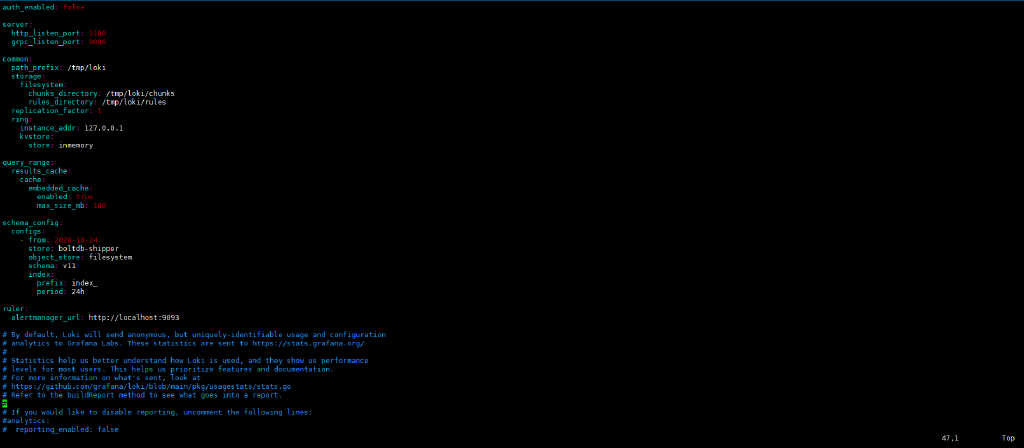 auth_enabled: false
server:
http_listen_port: 3100
grpc_listen_port: 9096
common:
path_prefix: /tmp/loki
storage:
filesystem:
chunks_directory: /tmp/loki/chunks
rules_directory: /tmp/loki/rules
replication_factor: 1
ring:
instance_addr: 127.0.0.1
kvstore:
store: inmemory
query_range:
results_cache:
cache:
embedded_cache:
enabled: true
max_size_mb: 100
schema_config:
configs:
- from: 2020-10-24
store: boltdb-shipper
object_store: filesystem
schema: v11
index:
prefix: index_
period: 24h
ruler:
alertmanager_url: http://localhost:9093
# By default, Loki will send anonymous, but uniquely-identifiable usage and configuration
# analytics to Grafana Labs. These statistics are sent to https://stats.grafana.org/
#
# Statistics help us better understand how Loki is used, and they show us performance
# levels for most users. This helps us prioritize features and documentation.
# For more information on what's sent, look at
# https://github.com/grafana/loki/blob/main/pkg/usagestats/stats.go
# Refer to the buildReport method to see what goes into a report.
#
# If you would like to disable reporting, uncomment the following lines:
#analytics:
#  reporting_enabled: false
47,1 Top